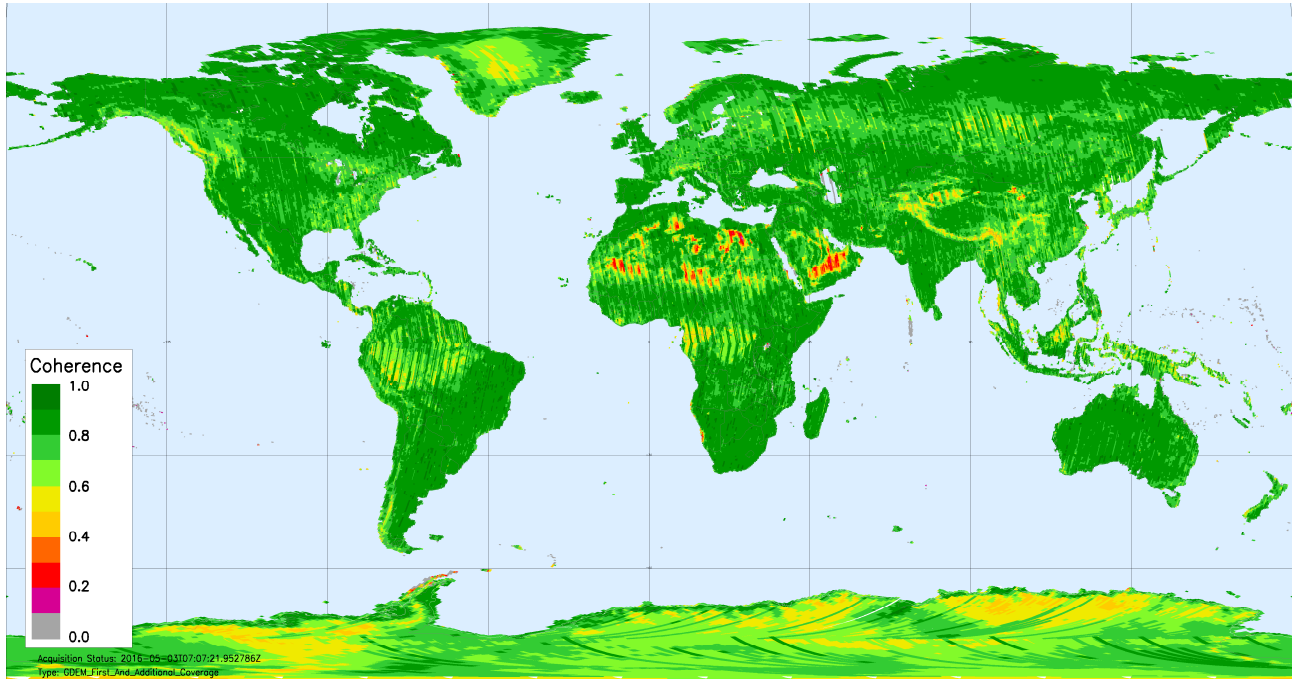 Coherence
1.0
0.8
0.6
0.4
0.2
0.0
Acquisition Status: 2016-05-03T07:07:21.952786Z
Type: GDEM_First_And_Additional_Coverage